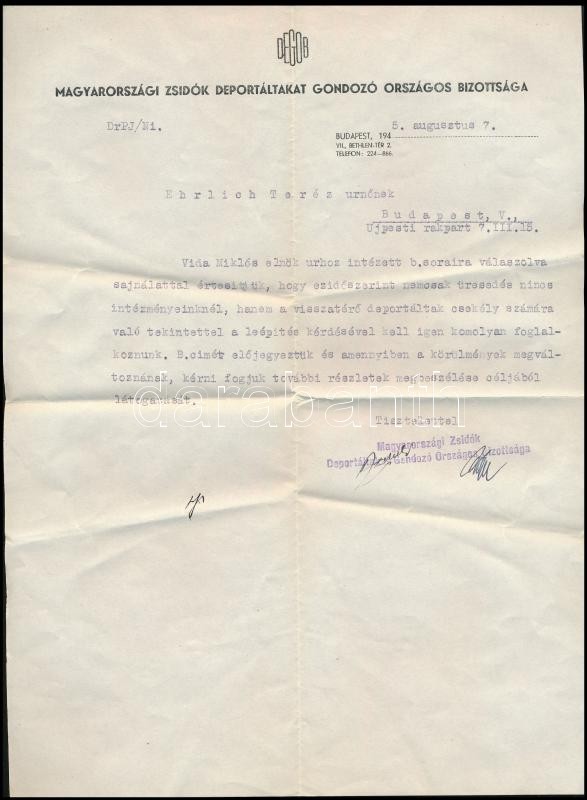 DEGOB
MAGYARORSZÁGI ZSIDÓK DEPORTÁLTAKAT GONDOZÓ ORSZÁGOS BIZOTTSÁGA
DrPJ/Ni.
BUDAPEST, 194 5. augusztus 7.
VII., BETHLEN-TÉR 2.
TELEFON: 224-866.
Ehrlich Teréz urnőnek
Budapest, V.,
Ujpesti rakpart 7.III.15.
Vida Miklós elnök urhoz intézett b.soraira válaszolva
sajnálattal értesitjük, hogy ezidőszerint nemcsak üresedés nincs
intézményeinknél, hanem a visszatérő deportáltak csekély számára
való tekintettel a leépités kérdésével kell igen komolyan foglal-
koznunk. B.cimét előjegyeztük és amennyiben a körülmények megvál-
toznának, kérni fogjuk további részletek megbeszélése céljából
látogatását.
darabanth
Tisztelettel
Magyarországi Zsidók
Deportáltakat Gondozó Országos Bizottsága